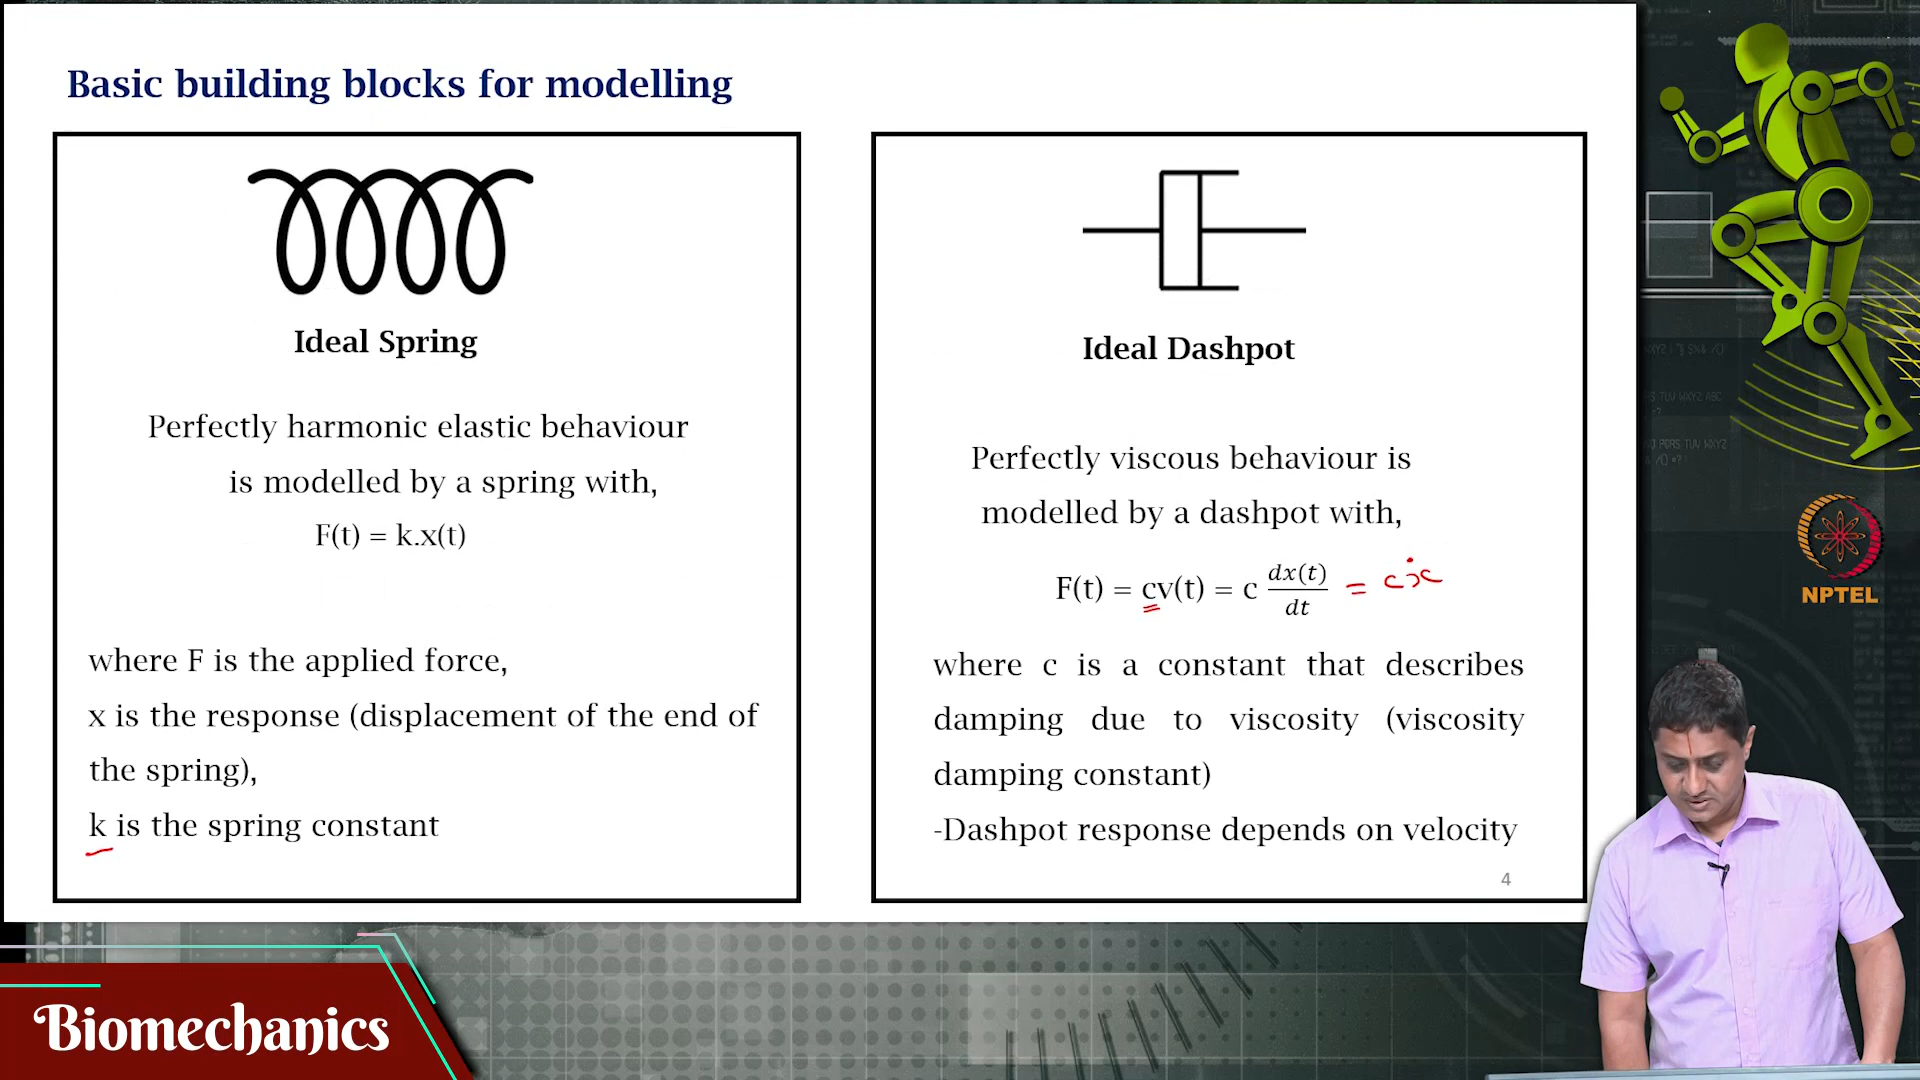 Basic building blocks for modelling
Ideal Spring
Perfectly harmonic elastic behaviour
is modelled by a spring with,
F(t) = k.x(t)
where F is the applied force,
x is the response (displacement of the end of
the spring),
k is the spring constant
Ideal Dashpot
Perfectly viscous behaviour is
modelled by a dashpot with,
F(t) = cv(t) = c dx(t)/dt = cẋ
where c is a constant that describes
damping due to viscosity (viscosity
damping constant)
-Dashpot response depends on velocity
4
NPTEL
Biomechanics